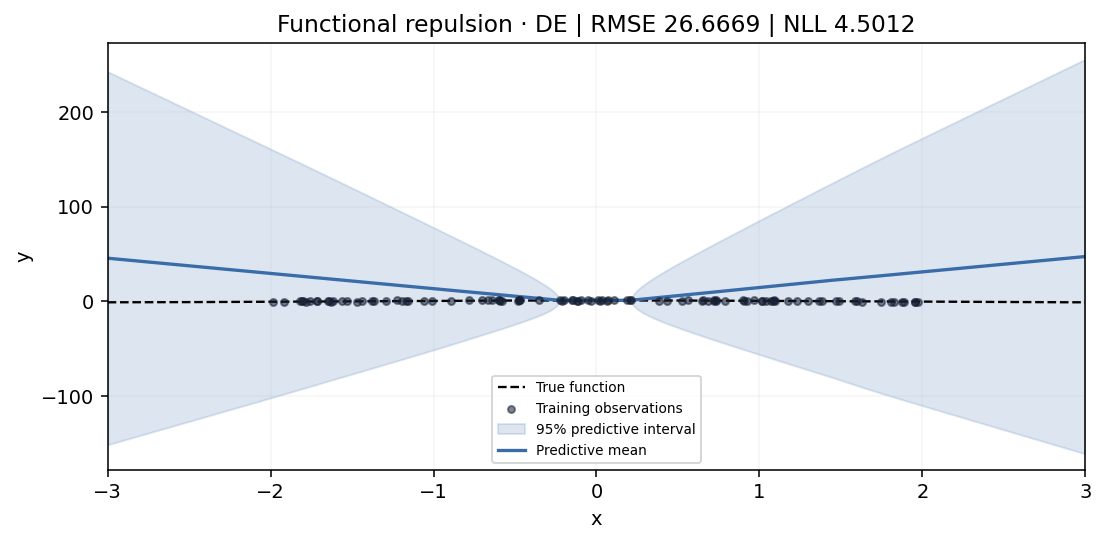 Functional repulsion · DE | RMSE 26.6669 | NLL 4.5012
200
100
0
−100
y
True function
Training observations
95% predictive interval
Predictive mean
−3 −2 −1 0 1 2 3
x